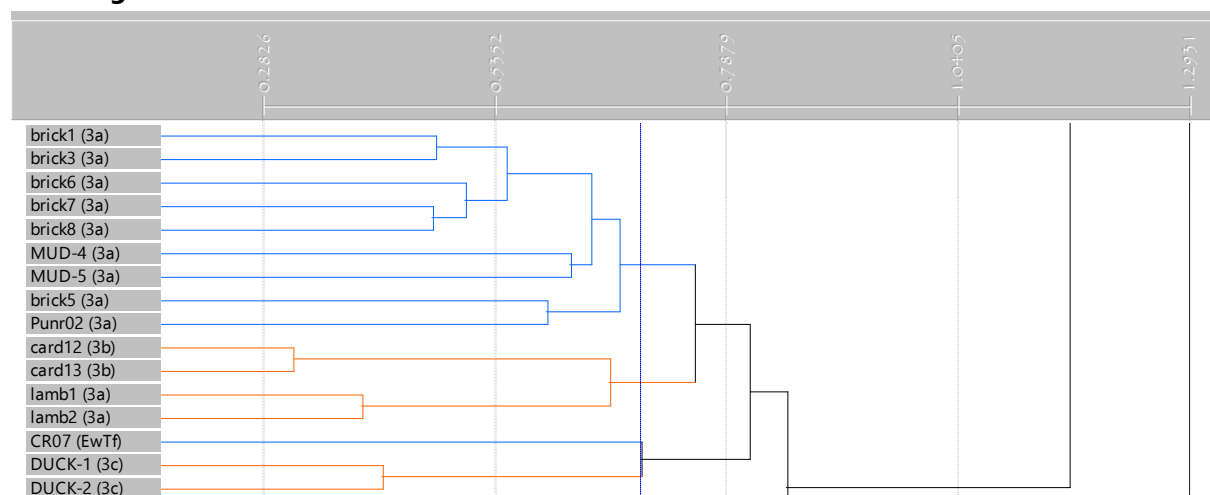 0.2826
0.5352
0.7879
1.0405
1.2931
brick1 (3a)
brick3 (3a)
brick6 (3a)
brick7 (3a)
brick8 (3a)
MUD-4 (3a)
MUD-5 (3a)
brick5 (3a)
Punr02 (3a)
card12 (3b)
card13 (3b)
lamb1 (3a)
lamb2 (3a)
CR07 (EwTf)
DUCK-1 (3c)
DUCK-2 (3c)